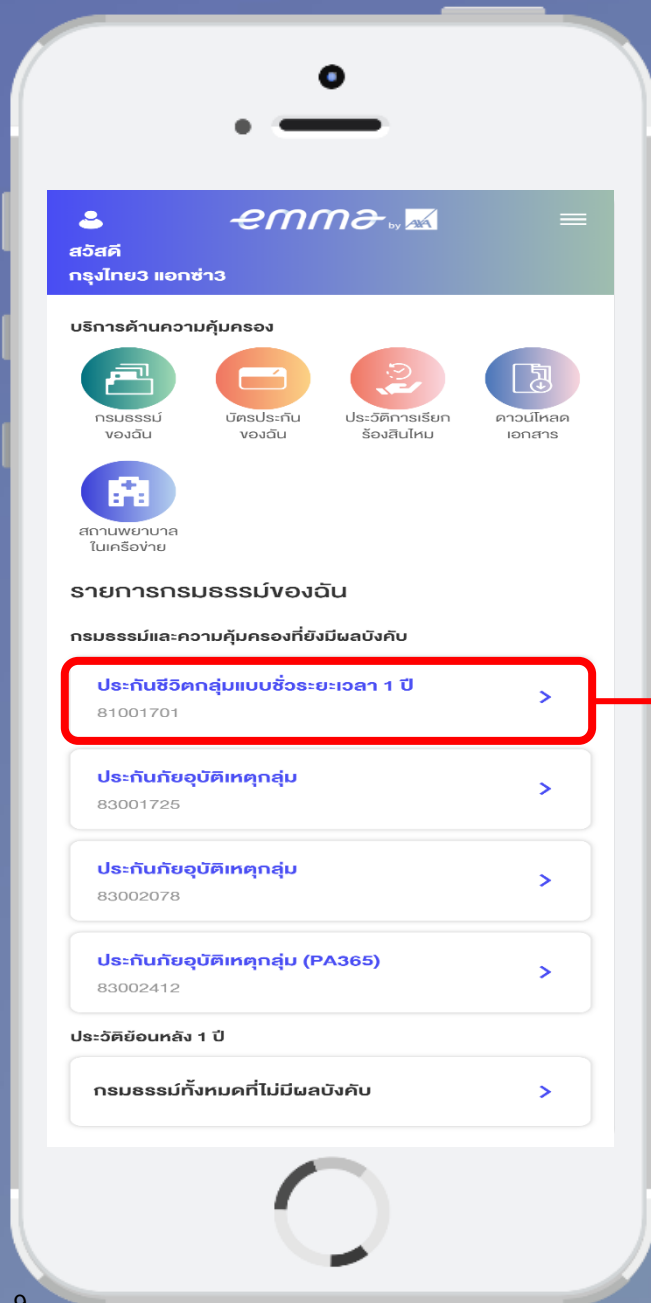 emma by AXA
สวัสดี
กรุงไทย3 แอกซ่า3
บริการด้านความคุ้มครอง
กรมธรรม์
ของฉัน
บัตรประกัน
ของฉัน
ประวัติการเรียก
ร้องสินไหม
ดาวน์โหลด
เอกสาร
สถานพยาบาล
ในเครือข่าย
รายการกรมธรรม์ของฉัน
กรมธรรม์และความคุ้มครองที่ยังมีผลบังคับ
ประกันชีวิตกลุ่มแบบชั่วระยะเวลา 1 ปี
81001701
ประกันภัยอุบัติเหตุกลุ่ม
83001725
ประกันภัยอุบัติเหตุกลุ่ม
83002078
ประกันภัยอุบัติเหตุกลุ่ม (PA365)
83002412
ประวัติย้อนหลัง 1 ปี
กรมธรรม์ทั้งหมดที่ไม่มีผลบังคับ